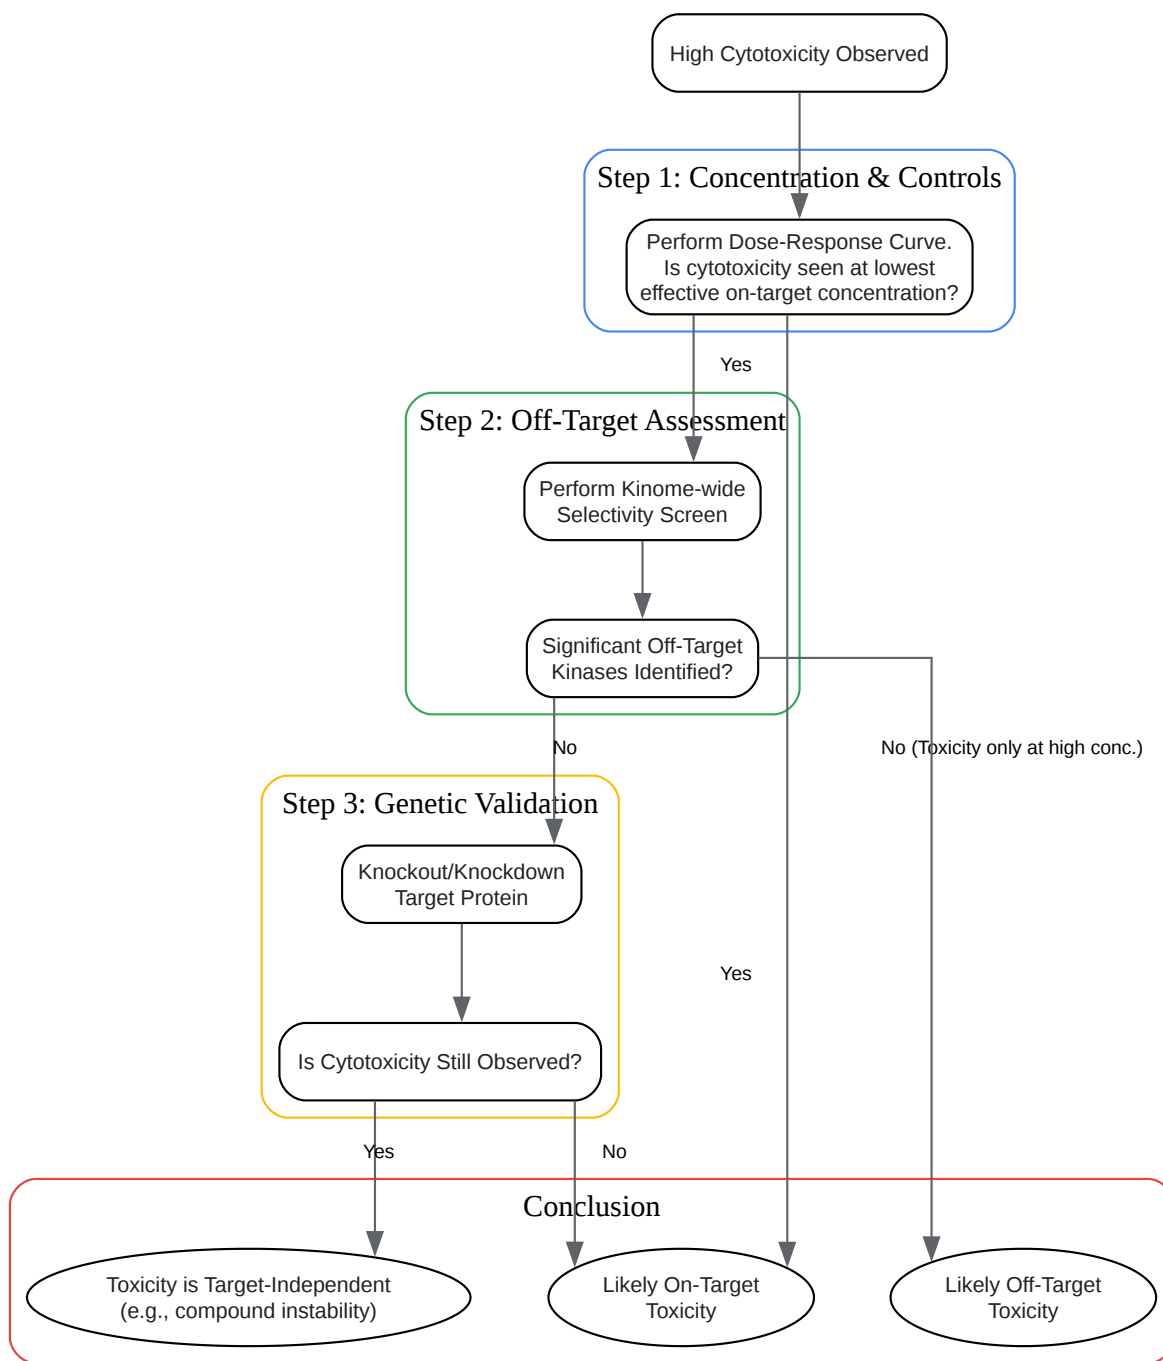 High Cytotoxicity Observed
Step 1: Concentration & Controls
Perform Dose-Response Curve.
Is cytotoxicity seen at lowest
effective on-target concentration?
Yes
Step 2: Off-Target Assessment
Perform Kinome-wide
Selectivity Screen
Significant Off-Target
Kinases Identified?
No
No (Toxicity only at high conc.)
Step 3: Genetic Validation
Knockout/Knockdown
Target Protein
Yes
Is Cytotoxicity Still Observed?
Yes
No
Conclusion
Toxicity is Target-Independent
(e.g., compound instability)
Likely On-Target
Toxicity
Likely Off-Target
Toxicity